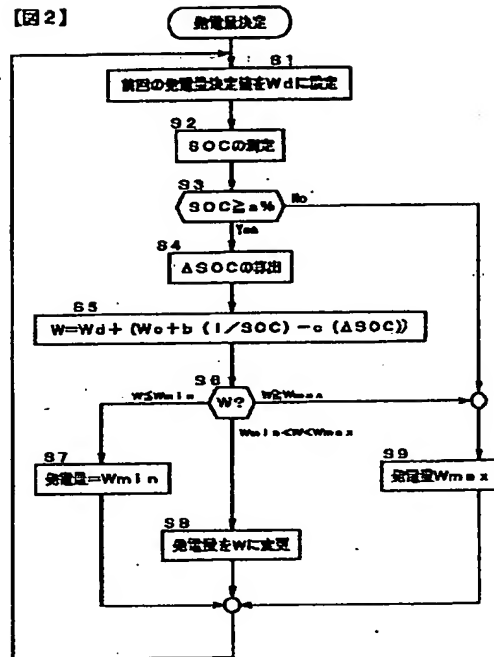 【図2】
発電量決定
S1
前回の発電量決定値をWdに設定
S2
SOCの測定
S3
SOC≧a%
No
Yes
S4
ΔSOCの算出
S5
W=Wd+(Wo+b(1/SOC)-c(ΔSOC))
S6
W≦Wmin
W?
W≧Wmax
Wmin<W<Wmax
S7
発電量=Wmin
S9
発電量Wmax
S8
発電量をWに変更